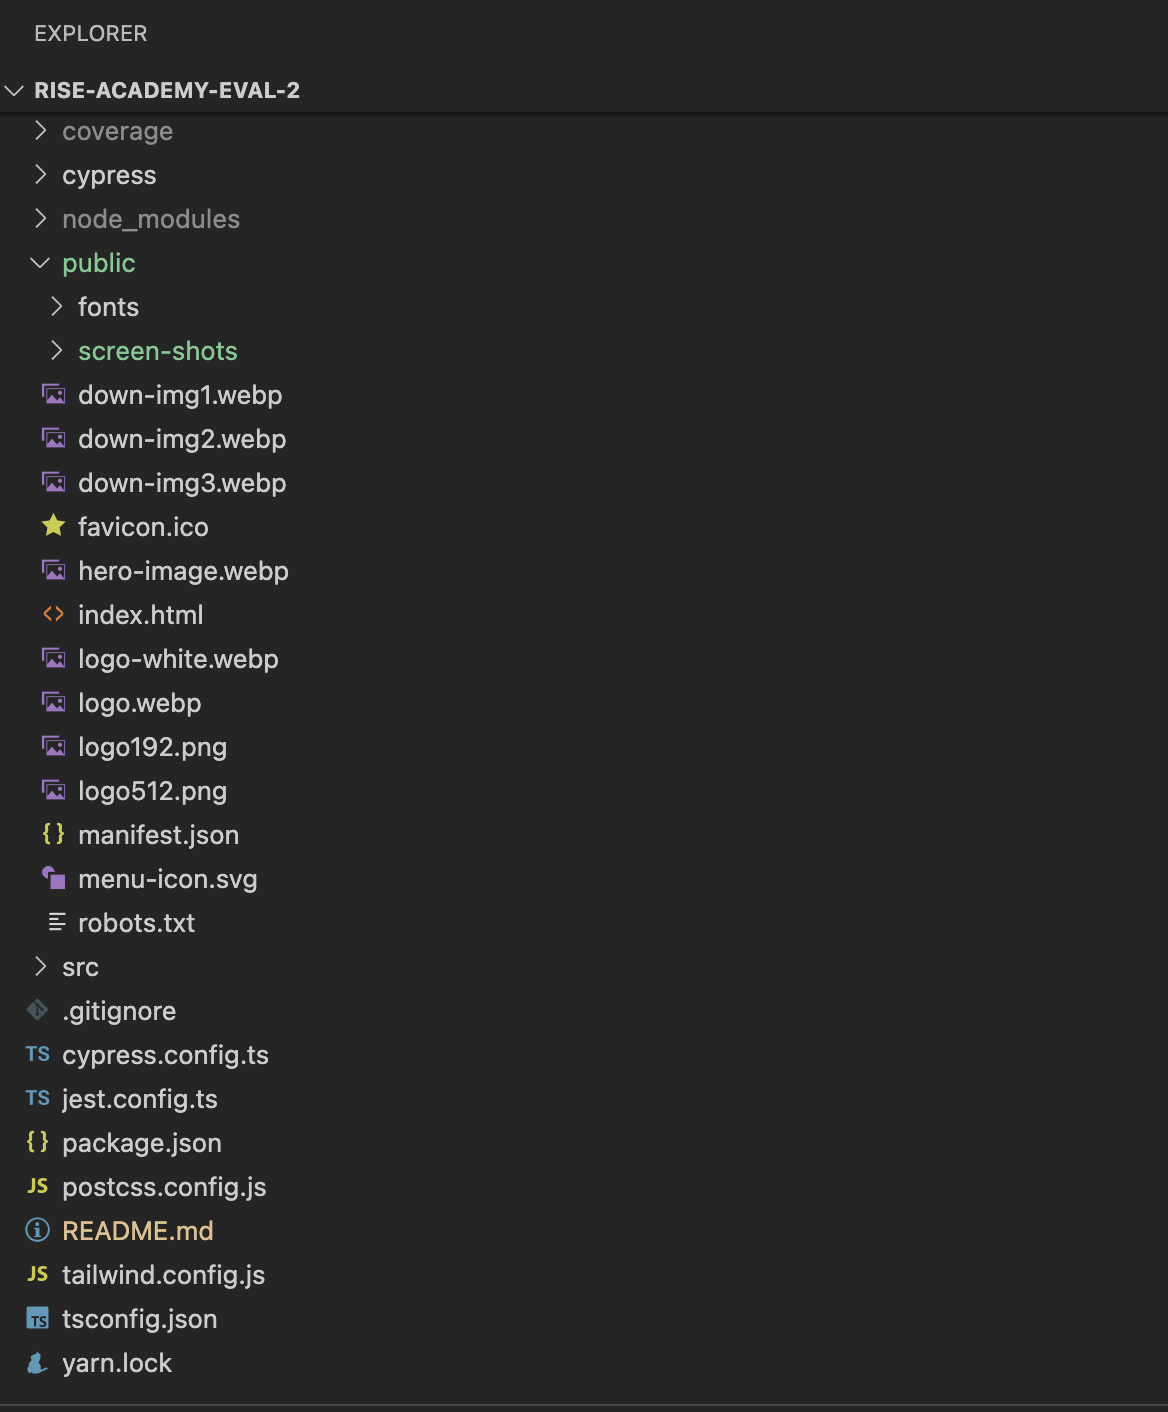 EXPLORER
RISE-ACADEMY-EVAL-2
coverage
cypress
node_modules
public
fonts
screen-shots
down-img1.webp
down-img2.webp
down-img3.webp
favicon.ico
hero-image.webp
index.html
logo-white.webp
logo.webp
logo192.png
logo512.png
manifest.json
menu-icon.svg
robots.txt
src
.gitignore
TS cypress.config.ts
TS jest.config.ts
{} package.json
JS postcss.config.js
README.md
JS tailwind.config.js
TS tsconfig.json
yarn.lock